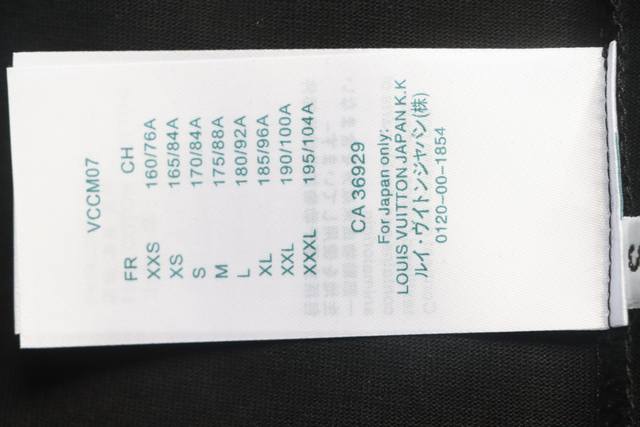 VCCM07
FR CH
XXS 160/76A
XS 165/84A
S 170/84A
M 175/88A
L 180/92A
XL 185/96A
XXL 190/100A
XXXL 195/104A
CA 36929
For Japan only:
LOUIS VUITTON JAPAN K.K
ルイ・ヴィトンジャパン(株)
0120-00-1854